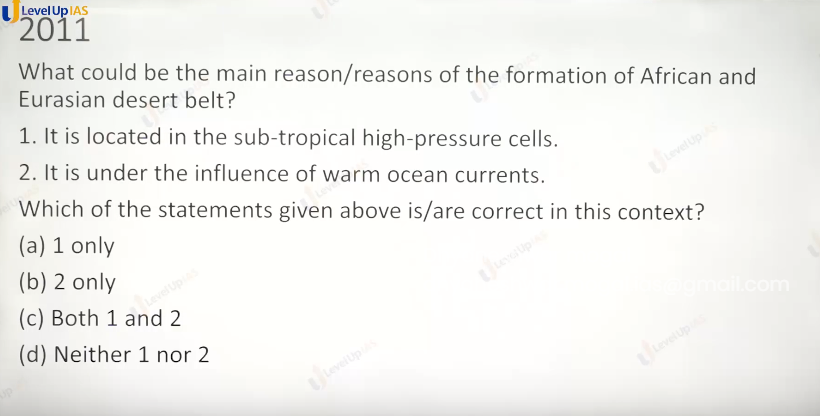 LevelUp IAS
2011
What could be the main reason/reasons of the formation of African and
Eurasian desert belt?
1. It is located in the sub-tropical high-pressure cells.
2. It is under the influence of warm ocean currents.
Which of the statements given above is/are correct in this context?
(a) 1 only
(b) 2 only
@gmail.com
(c) Both 1 and 2
(d) Neither 1 nor 2